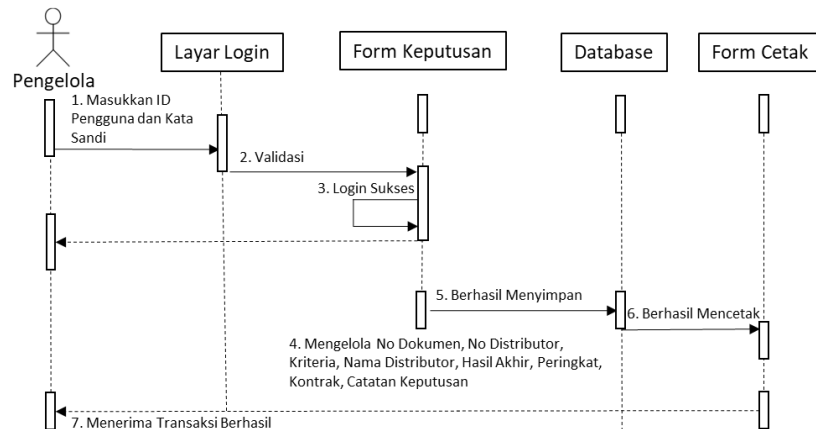 Pengelola
Layar Login
Form Keputusan
Database
Form Cetak
1. Masukkan ID
Pengguna dan Kata
Sandi
2. Validasi
3. Login Sukses
5. Berhasil Menyimpan
6. Berhasil Mencetak
4. Mengelola No Dokumen, No Distributor,
Kriteria, Nama Distributor, Hasil Akhir, Peringkat,
Kontrak, Catatan Keputusan
7. Menerima Transaksi Berhasil